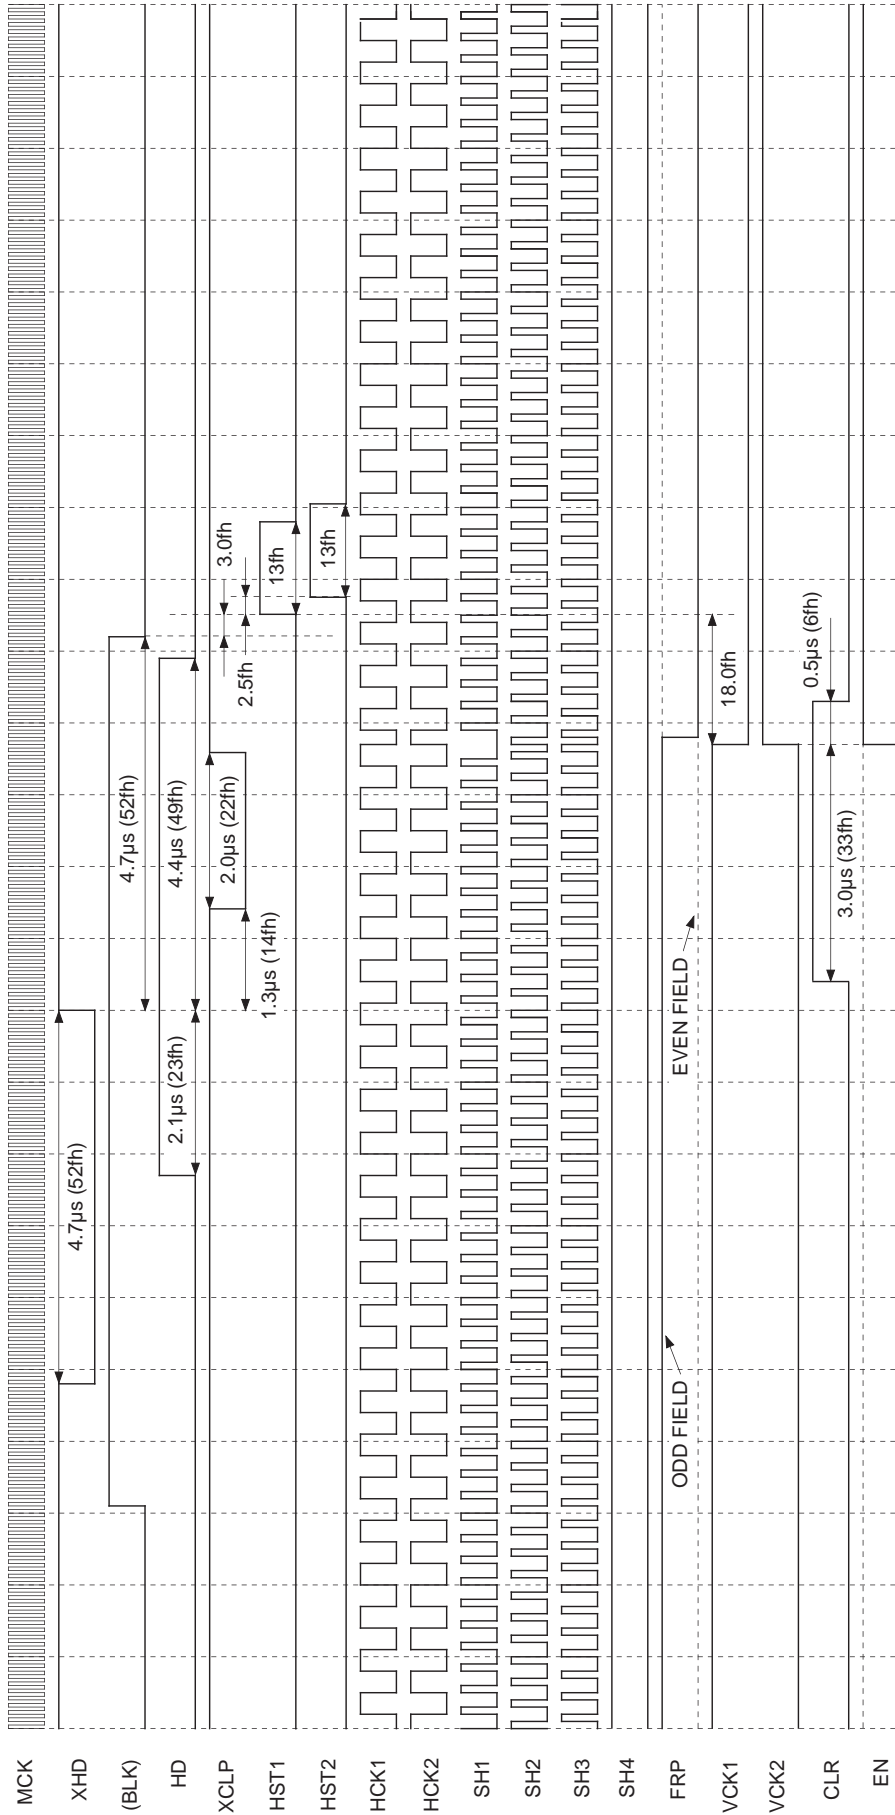 MCK
XHD
(BLK)
HD
XCLP
HST1
HST2
HCK1
HCK2
SH1
SH2
SH3
SH4
FRP
VCK1
VCK2
CLR
EN
4.7μs (52fh)
4.7μs (52fh)
2.1μs (23fh)
4.4μs (49fh)
1.3μs (14fh)
2.0μs (22fh)
2.5fh
3.0fh
13fh
13fh
ODD FIELD
EVEN FIELD
18.0fh
3.0μs (33fh)
0.5μs (6fh)